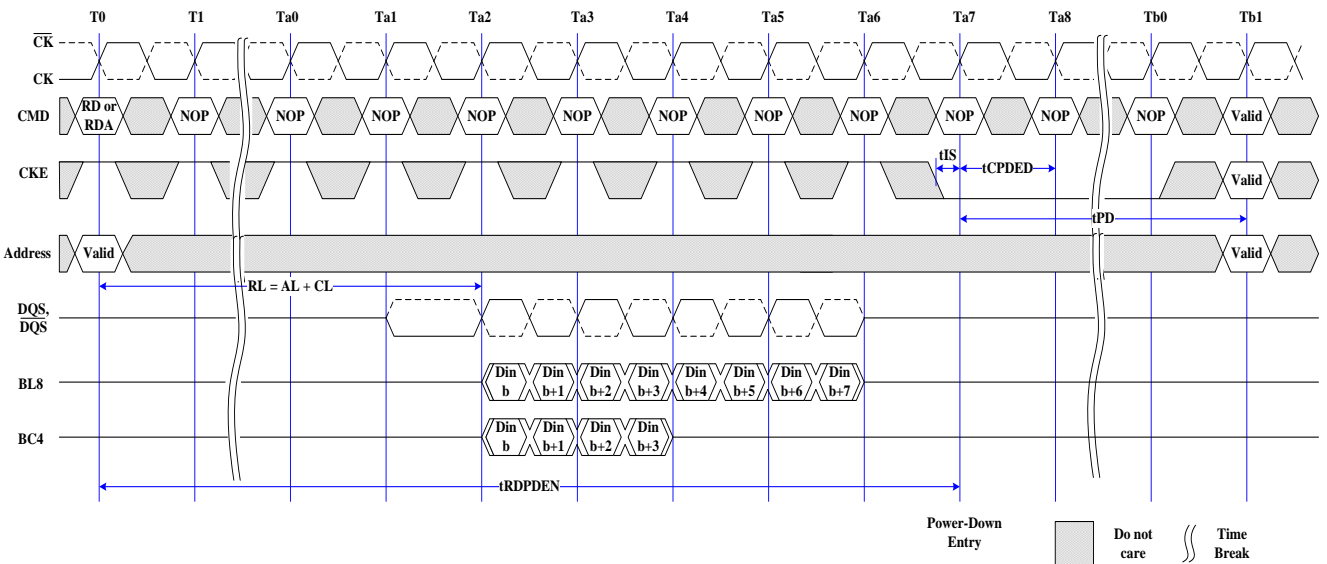 T0 T1 Ta0 Ta1 Ta2 Ta3 Ta4 Ta5 Ta6 Ta7 Ta8 Tb0 Tb1
CK
CK
CMD RD or RDA NOP NOP NOP NOP NOP NOP NOP NOP NOP NOP NOP Valid
tIS
CKE tCPDED Valid
tPD
Address Valid Valid
RL = AL + CL
DQS,
DQS
BL8 Din b Din b+1 Din b+2 Din b+3 Din b+4 Din b+5 Din b+6 Din b+7
BC4 Din b Din b+1 Din b+2 Din b+3
tRDPDEN
Power-Down
Entry
Do not
care
Time
Break